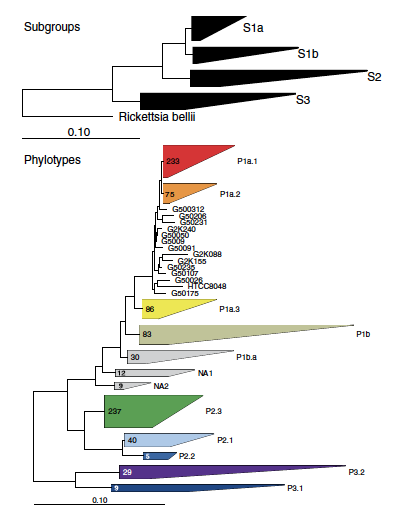 Subgroups
S1a
S1b
S2
S3
Rickettsia bellii
0.10
Phylotypes
233
P1a.1
75
P1a.2
G500312
G50206
G50231
G2K240
G50050
G5009
G50091
G2K088
G2K155
G50235
G50107
G50026
HTCC8048
G50175
86
P1a.3
83
P1b
30
P1b.a
12
NA1
9
NA2
237
P2.3
40
P2.1
5
P2.2
29
P3.2
9
P3.1
0.10